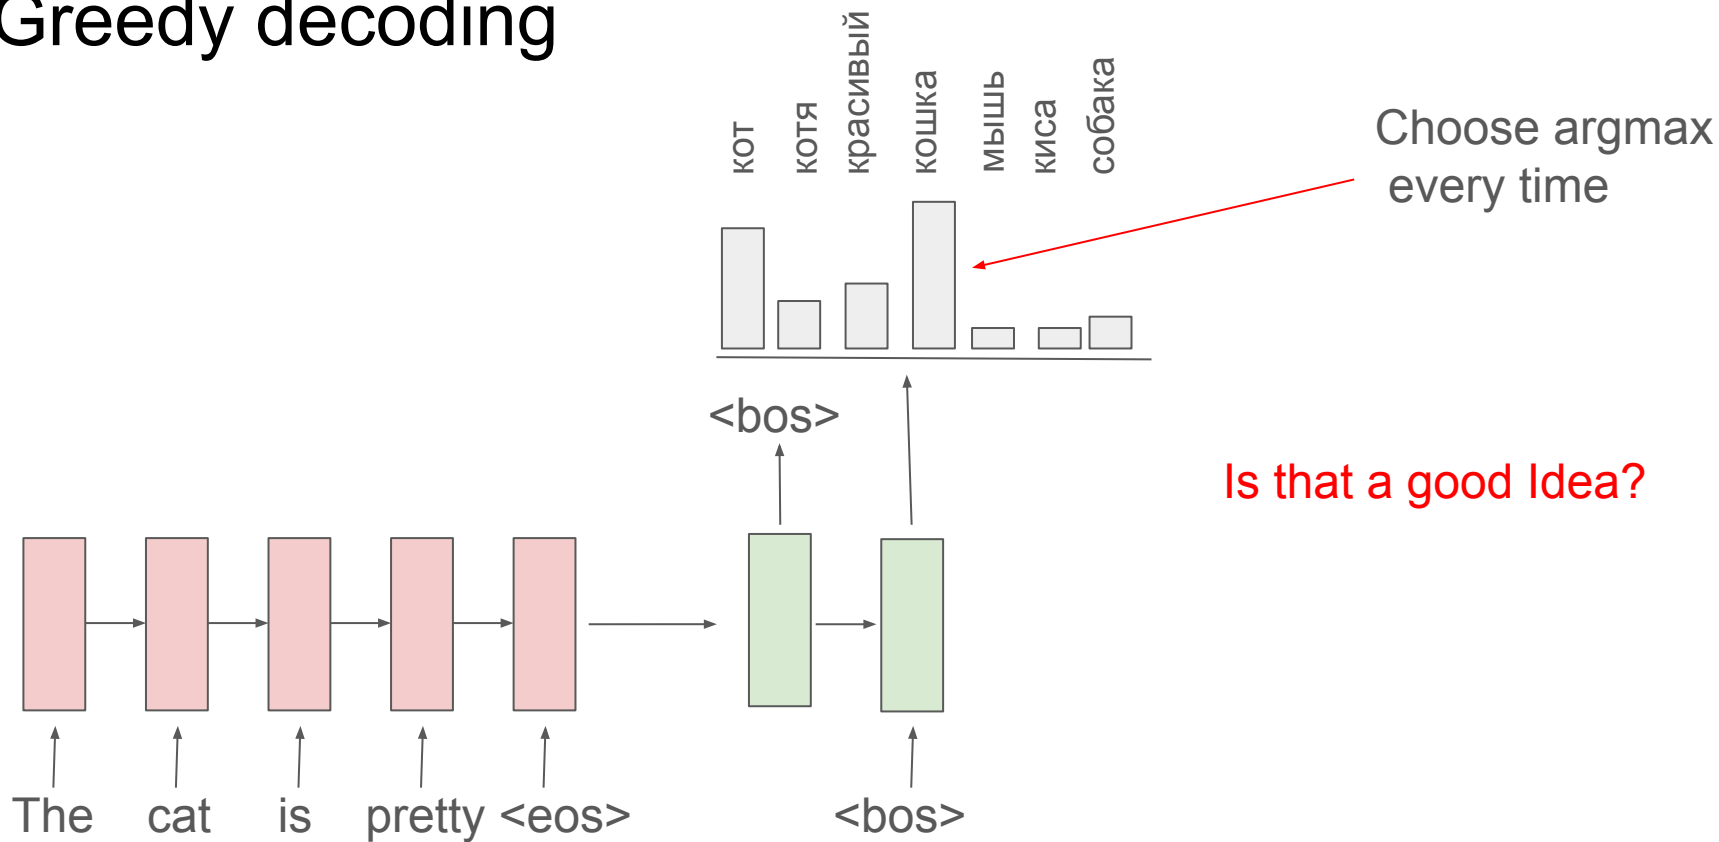 Greedy decoding
кот
котя
красивый
кошка
мышь
киса
собака
Choose argmax
every time
<bos>
Is that a good Idea?
The cat is pretty <eos> <bos>